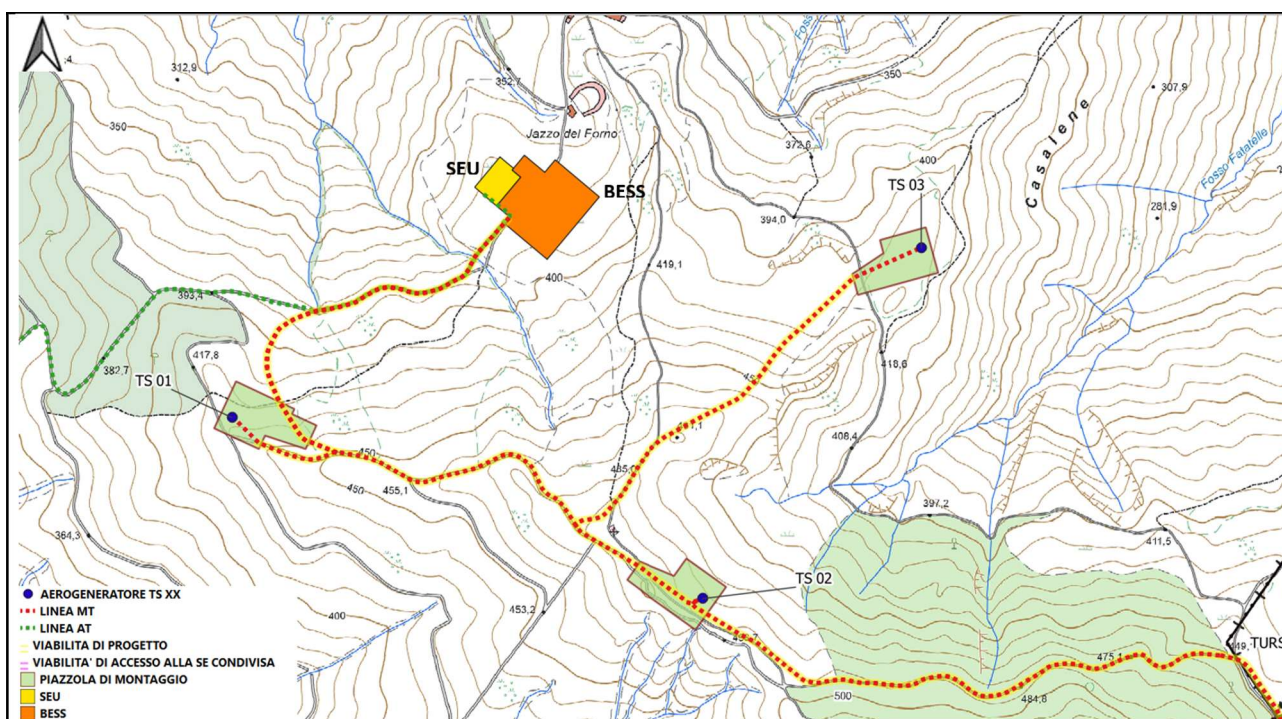 312,9
350
352,7
Jazzo del Forno
350
372,6
307,9
400
Casalene
Fosso Fatatelle
SEU
BESS
TS 03
394,0
281,9
419,1
400
393,4
417,8
382,7
TS 01
418,6
408,4
450
450
455,1
397,2
411,5
364,3
TS 02
453,2
400
TURS
475,1
500
484,8
AEROGENERATORE TS XX
LINEA MT
LINEA AT
VIABILITA DI PROGETTO
VIABILITA' DI ACCESSO ALLA SE CONDIVISA
PIAZZOLA DI MONTAGGIO
SEU
BESS